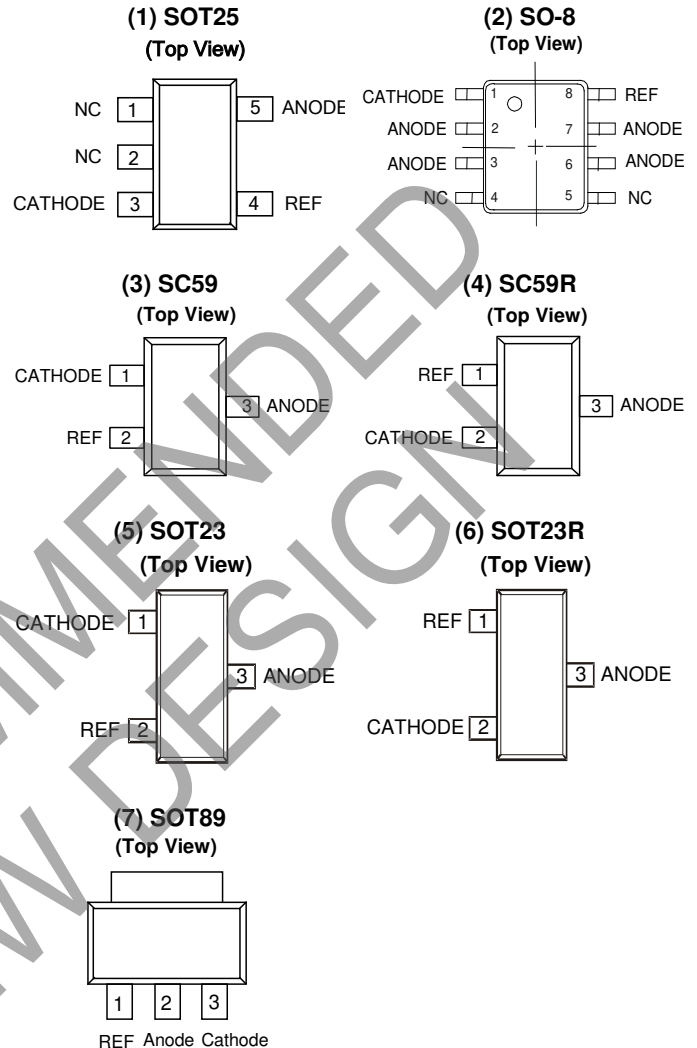 (1) SOT25
(Top View)
NC 1
5 ANODE
NC 2
CATHODE 3
4 REF
(2) SO-8
(Top View)
CATHODE 1
8 REF
ANODE 2
7 ANODE
ANODE 3
6 ANODE
NC 4
5 NC
(3) SC59
(Top View)
CATHODE 1
3 ANODE
REF 2
(4) SC59R
(Top View)
REF 1
3 ANODE
CATHODE 2
(5) SOT23
(Top View)
CATHODE 1
3 ANODE
REF 2
(6) SOT23R
(Top View)
REF 1
3 ANODE
CATHODE 2
(7) SOT89
(Top View)
1 2 3
REF Anode Cathode
MMENDED
W DESIGN